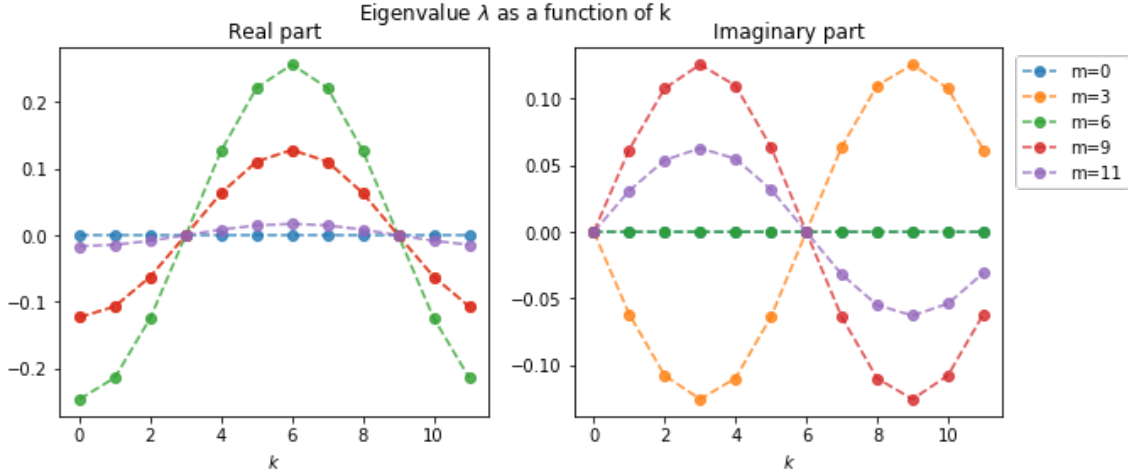 Eigenvalue λ as a function of k
Real part
0.2
0.1
0.0
−0.1
−0.2
0 2 4 6 8 10
k
Imaginary part
0.10
0.05
0.00
−0.05
−0.10
0 2 4 6 8 10
k
m=0
m=3
m=6
m=9
m=11